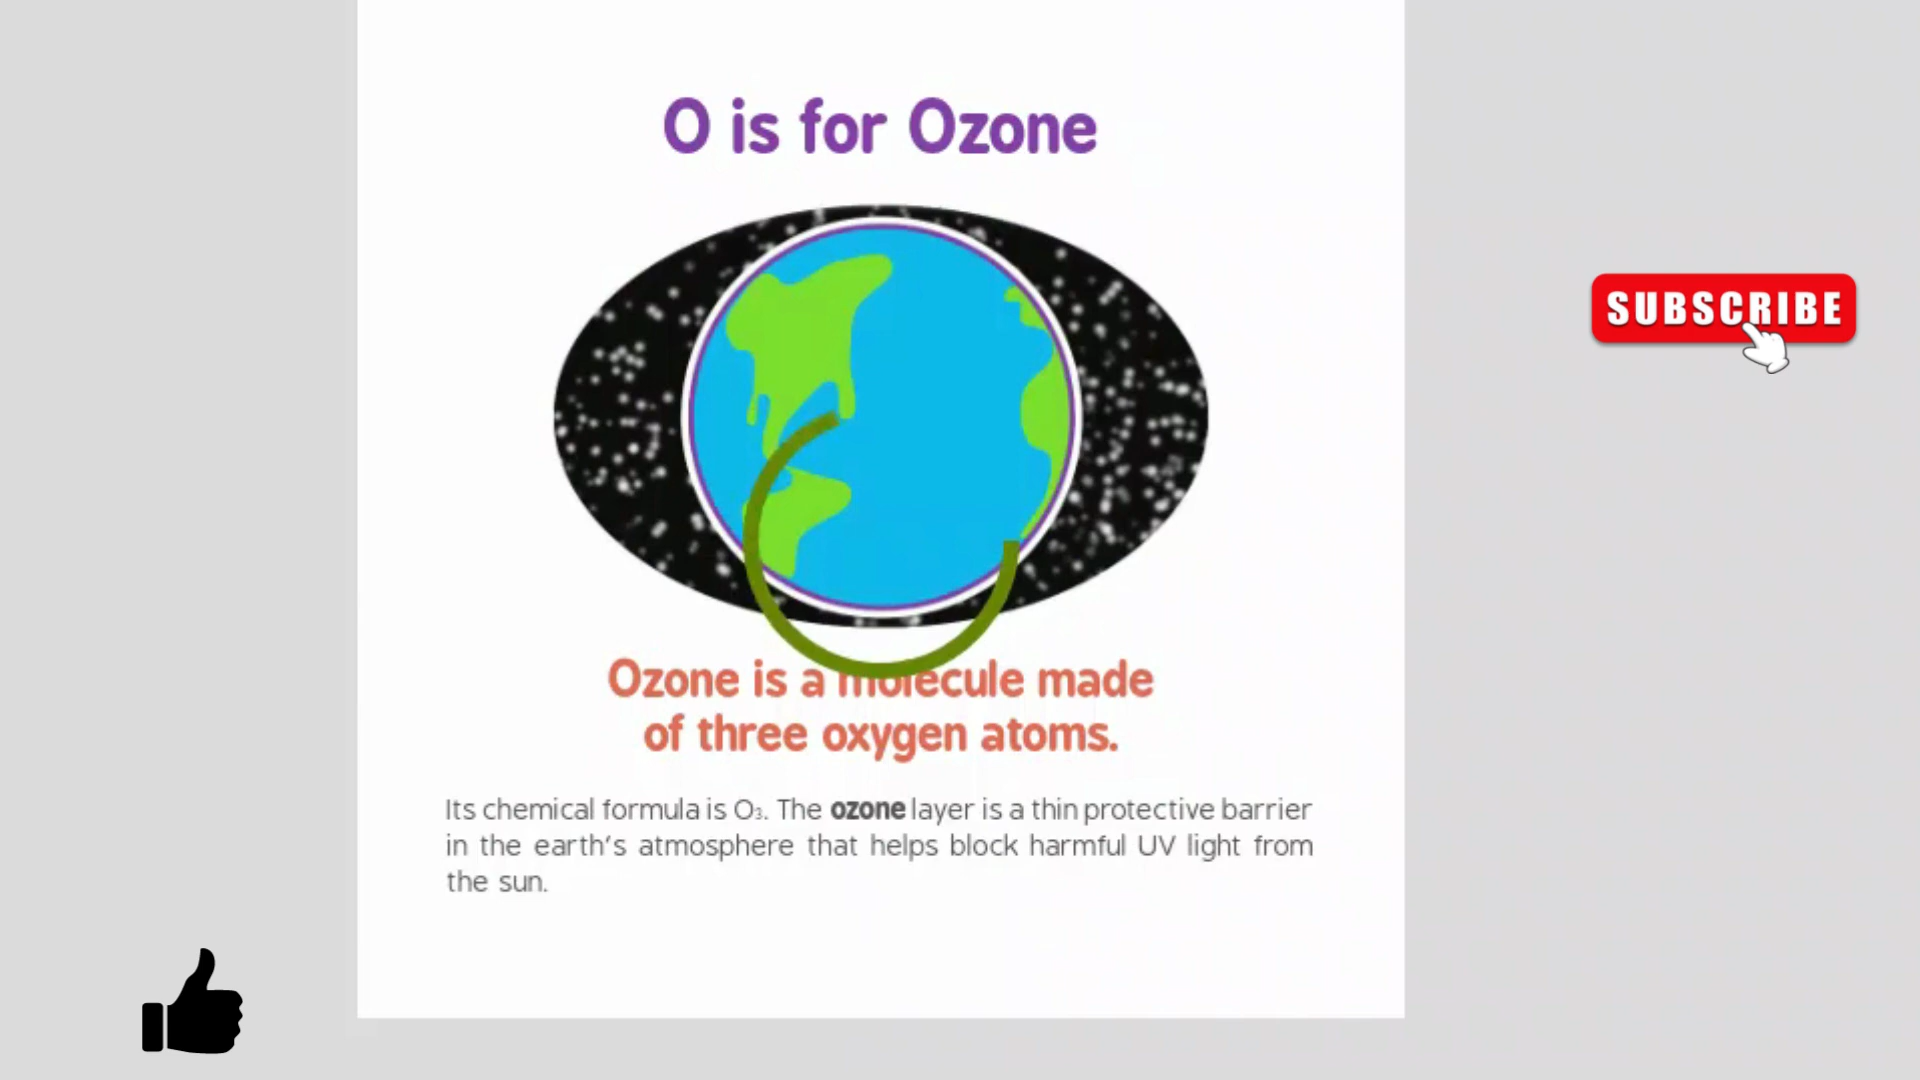 O is for Ozone
SUBSCRIBE
Ozone is a molecule made
of three oxygen atoms.
Its chemical formula is O₃. The ozone layer is a thin protective barrier
in the earth's atmosphere that helps block harmful UV light from
the sun.